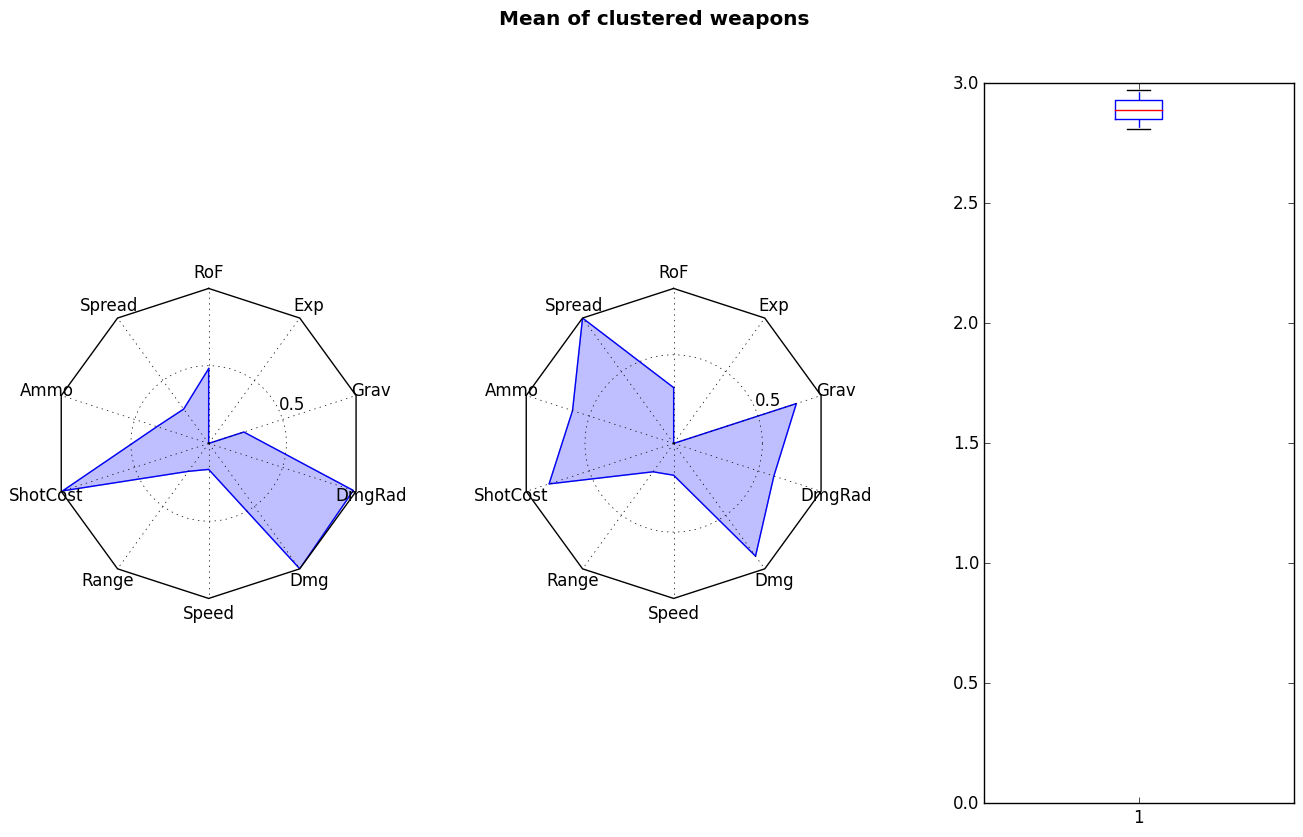 Mean of clustered weapons
RoF
Exp
Grav
DmgRad
Dmg
Speed
Range
ShotCost
Ammo
Spread
0.5
RoF
Exp
Grav
DmgRad
Dmg
Speed
Range
ShotCost
Ammo
Spread
0.5
3.0
2.5
2.0
1.5
1.0
0.5
0.0
1